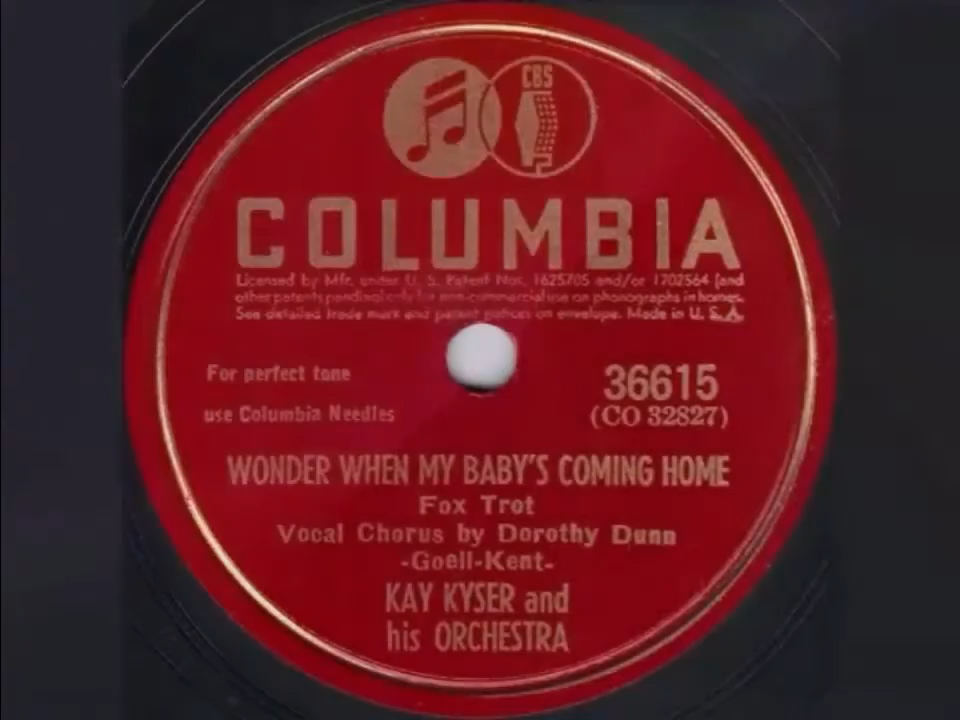 CBS
COLUMBIA
Licensed by Mfr. under U. S. Patent Nos. 1625705 and/or 1702564 (and
other patents pending) only for non-commercial use on phonographs in homes.
See detailed trade mark and patent notices on envelope. Made in U. S. A.
For perfect tone
36615
use Columbia Needles
(CO 32827)
WONDER WHEN MY BABY'S COMING HOME
Fox Trot
Vocal Chorus by Dorothy Dunn
-Goell-Kent-
KAY KYSER and
his ORCHESTRA